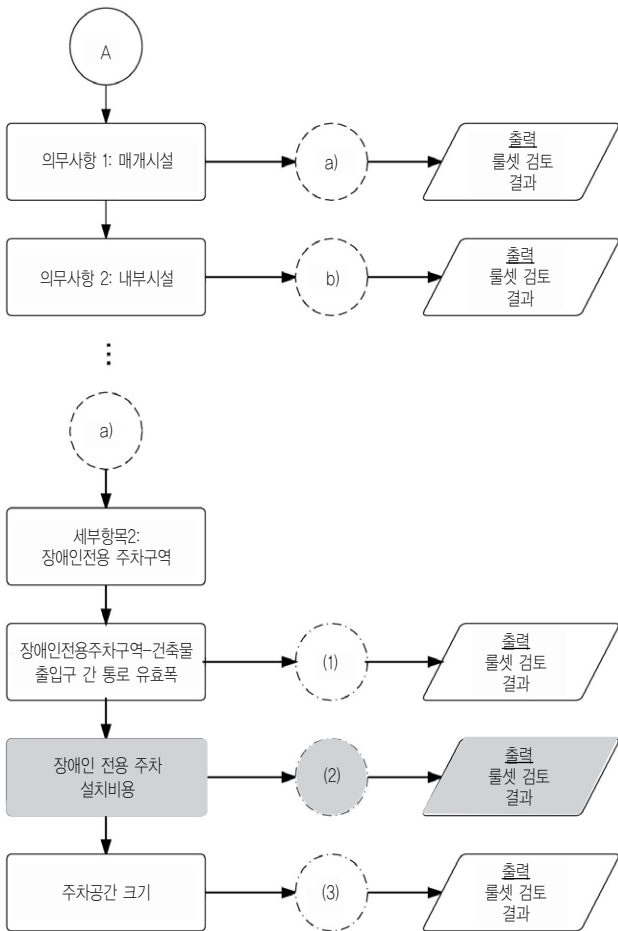 A
의무사항 1: 매개시설
a)
출력
룰셋 검토
결과
의무사항 2: 내부시설
b)
출력
룰셋 검토
결과
⋮
a)
세부항목2:
장애인전용 주차구역
장애인전용주차구역-건축물
출입구 간 통로 유효폭
(1)
출력
룰셋 검토
결과
장애인 전용 주차
설치비용
(2)
출력
룰셋 검토
결과
주차공간 크기
(3)
출력
룰셋 검토
결과